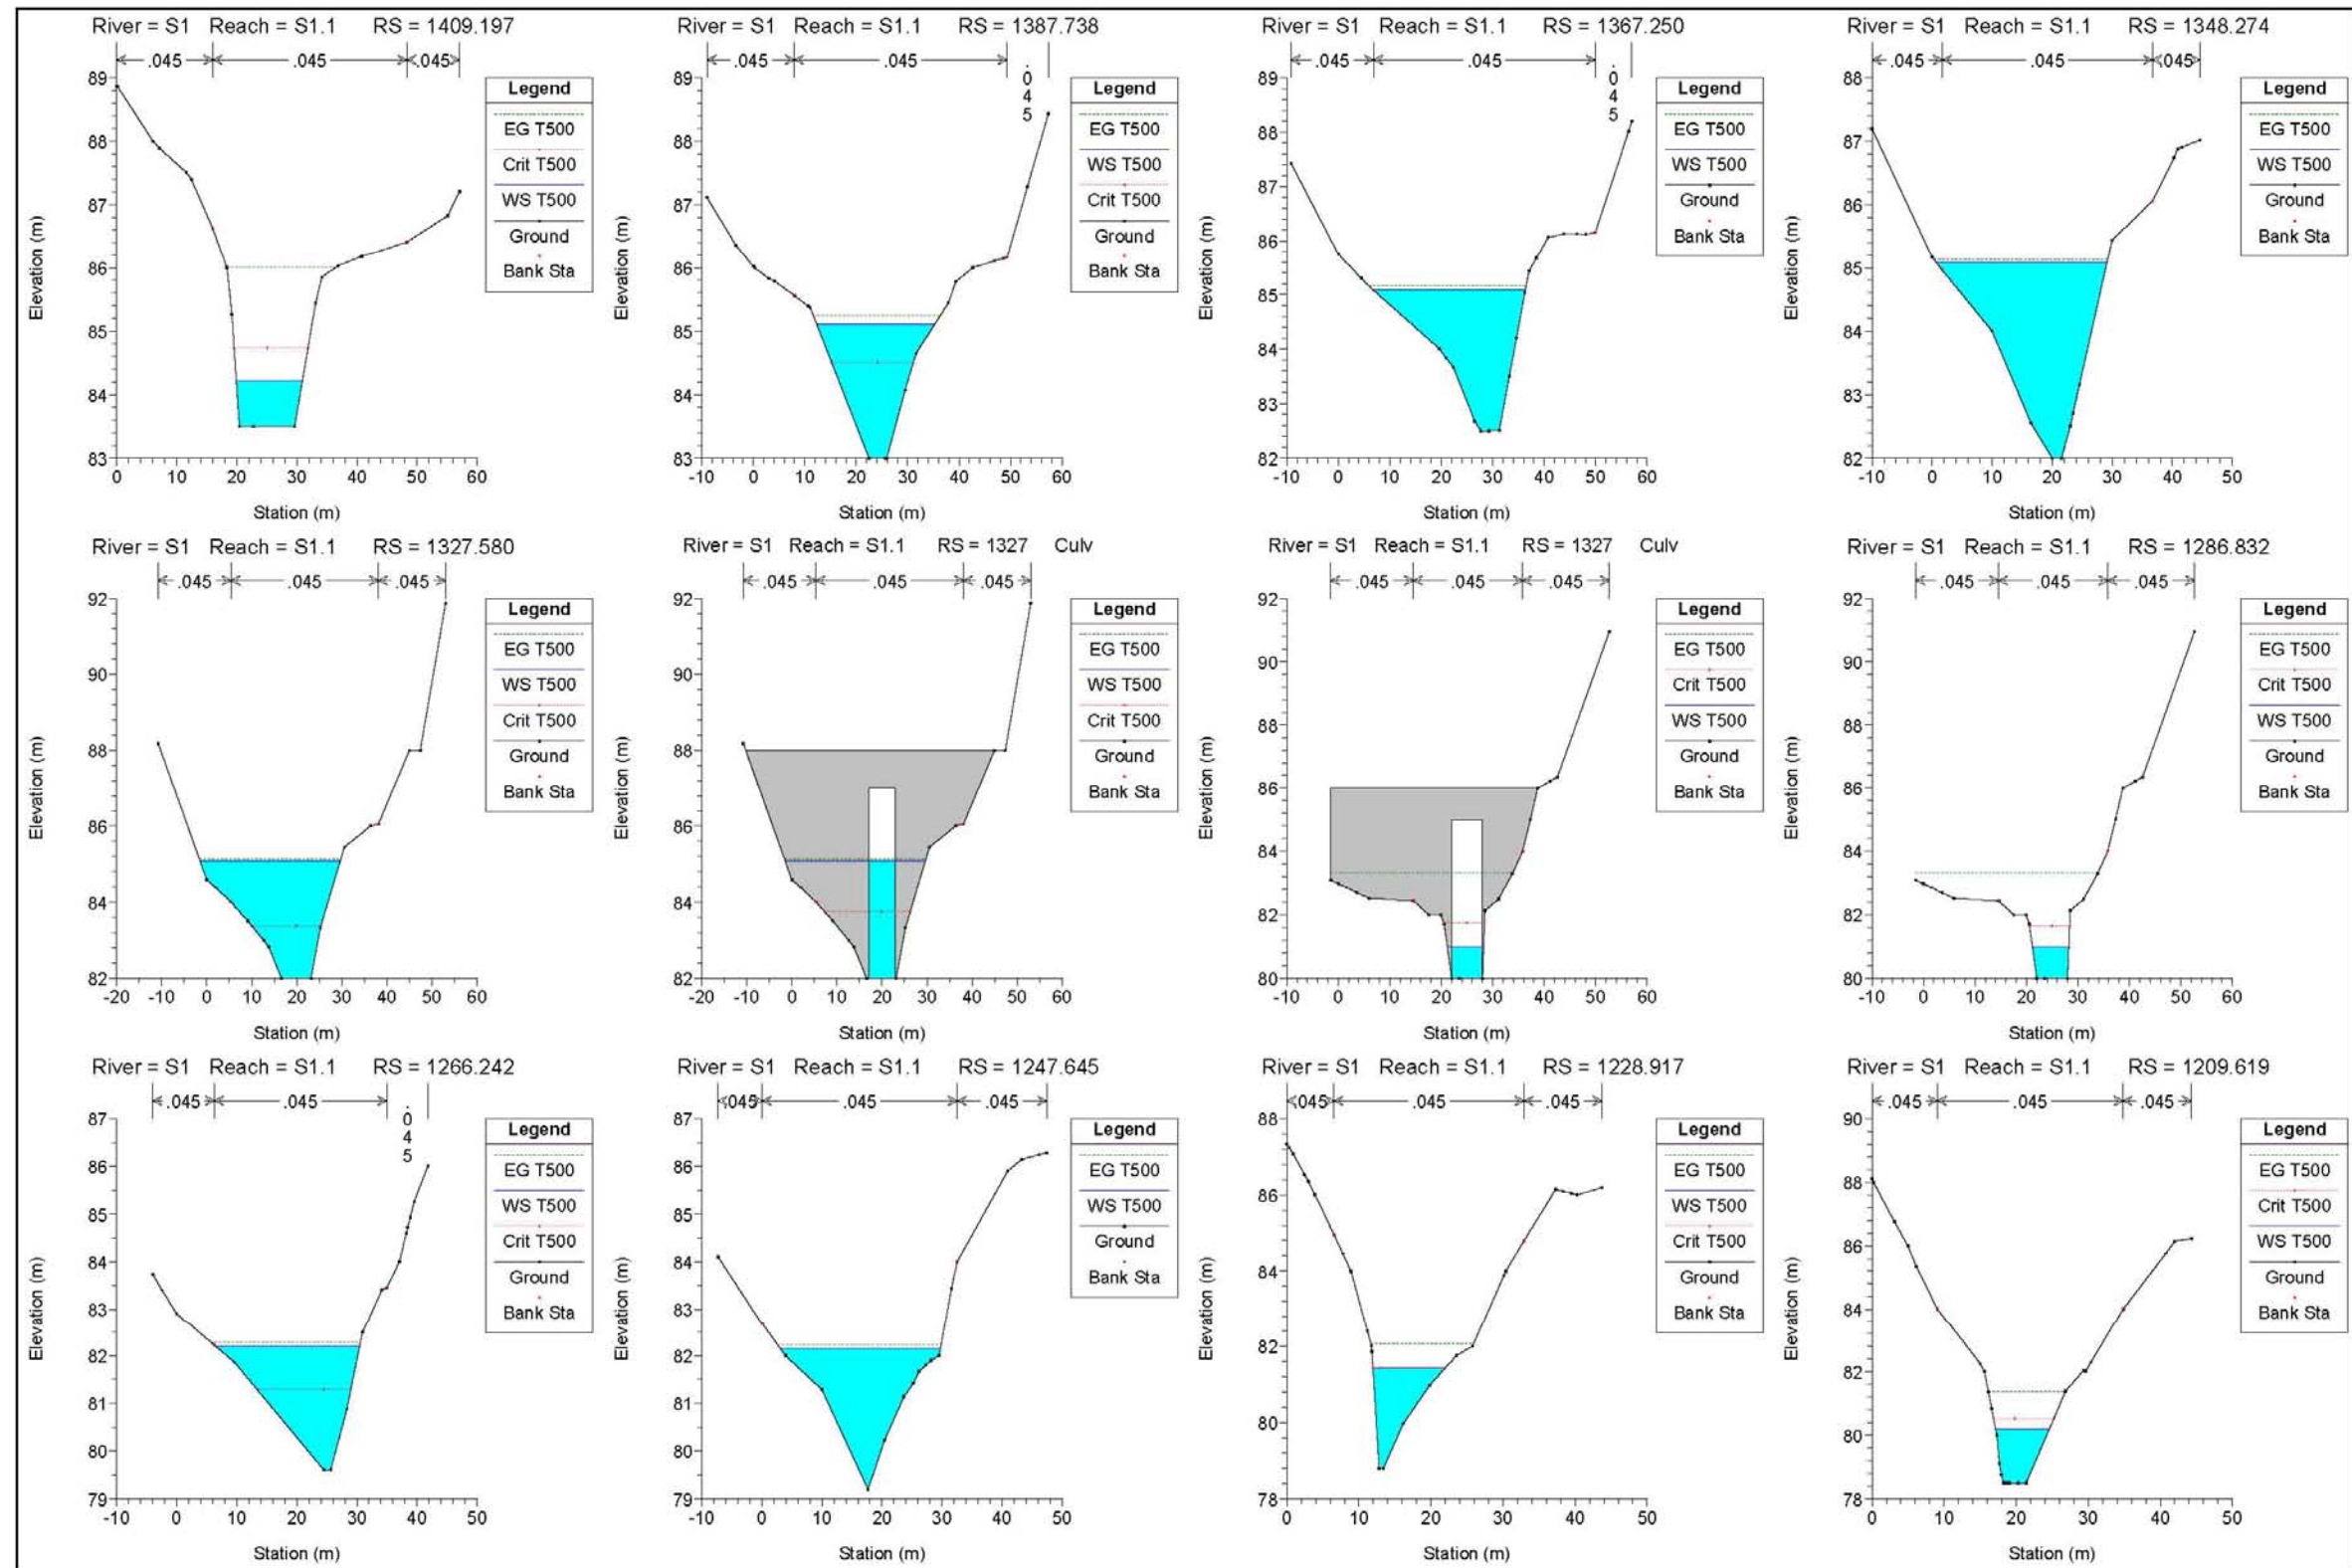 River = S1 Reach = S1.1 RS = 1409.197
.045 .045 .045
Legend
EG T500
Crit T500
WS T500
Ground
Bank Sta
89
88
87
86
85
84
83
0 10 20 30 40 50 60
Elevation (m)
Station (m)
River = S1 Reach = S1.1 RS = 1387.738
.045 .045
.
0
4
5
Legend
EG T500
WS T500
Crit T500
Ground
Bank Sta
89
88
87
86
85
84
83
-10 0 10 20 30 40 50 60
Elevation (m)
Station (m)
River = S1 Reach = S1.1 RS = 1367.250
.045 .045
.
0
4
5
Legend
EG T500
WS T500
Ground
Bank Sta
89
88
87
86
85
84
83
82
-10 0 10 20 30 40 50 60
Elevation (m)
Station (m)
River = S1 Reach = S1.1 RS = 1348.274
.045 .045 .045
Legend
EG T500
WS T500
Ground
Bank Sta
88
87
86
85
84
83
82
-10 0 10 20 30 40 50
Elevation (m)
Station (m)
River = S1 Reach = S1.1 RS = 1327.580
.045 .045 .045
Legend
EG T500
WS T500
Crit T500
Ground
Bank Sta
92
90
88
86
84
82
-20 -10 0 10 20 30 40 50 60
Elevation (m)
Station (m)
River = S1 Reach = S1.1 RS = 1327 Culv
.045 .045 .045
Legend
EG T500
WS T500
Crit T500
Ground
Bank Sta
92
90
88
86
84
82
-20 -10 0 10 20 30 40 50 60
Elevation (m)
Station (m)
River = S1 Reach = S1.1 RS = 1327 Culv
.045 .045 .045
Legend
EG T500
Crit T500
WS T500
Ground
Bank Sta
92
90
88
86
84
82
80
-10 0 10 20 30 40 50 60
Elevation (m)
Station (m)
River = S1 Reach = S1.1 RS = 1286.832
.045 .045 .045
Legend
EG T500
Crit T500
WS T500
Ground
Bank Sta
92
90
88
86
84
82
80
-10 0 10 20 30 40 50 60
Elevation (m)
Station (m)
River = S1 Reach = S1.1 RS = 1266.242
.045 .045
.
0
4
5
Legend
EG T500
WS T500
Crit T500
Ground
Bank Sta
87
86
85
84
83
82
81
80
79
-10 0 10 20 30 40 50
Elevation (m)
Station (m)
River = S1 Reach = S1.1 RS = 1247.645
.045 .045 .045
Legend
EG T500
WS T500
Ground
Bank Sta
87
86
85
84
83
82
81
80
79
-10 0 10 20 30 40 50
Elevation (m)
Station (m)
River = S1 Reach = S1.1 RS = 1228.917
.045 .045 .045
Legend
EG T500
WS T500
Crit T500
Ground
Bank Sta
88
86
84
82
80
78
0 10 20 30 40 50
Elevation (m)
Station (m)
River = S1 Reach = S1.1 RS = 1209.619
.045 .045 .045
Legend
EG T500
Crit T500
WS T500
Ground
Bank Sta
90
88
86
84
82
80
78
0 10 20 30 40 50
Elevation (m)
Station (m)